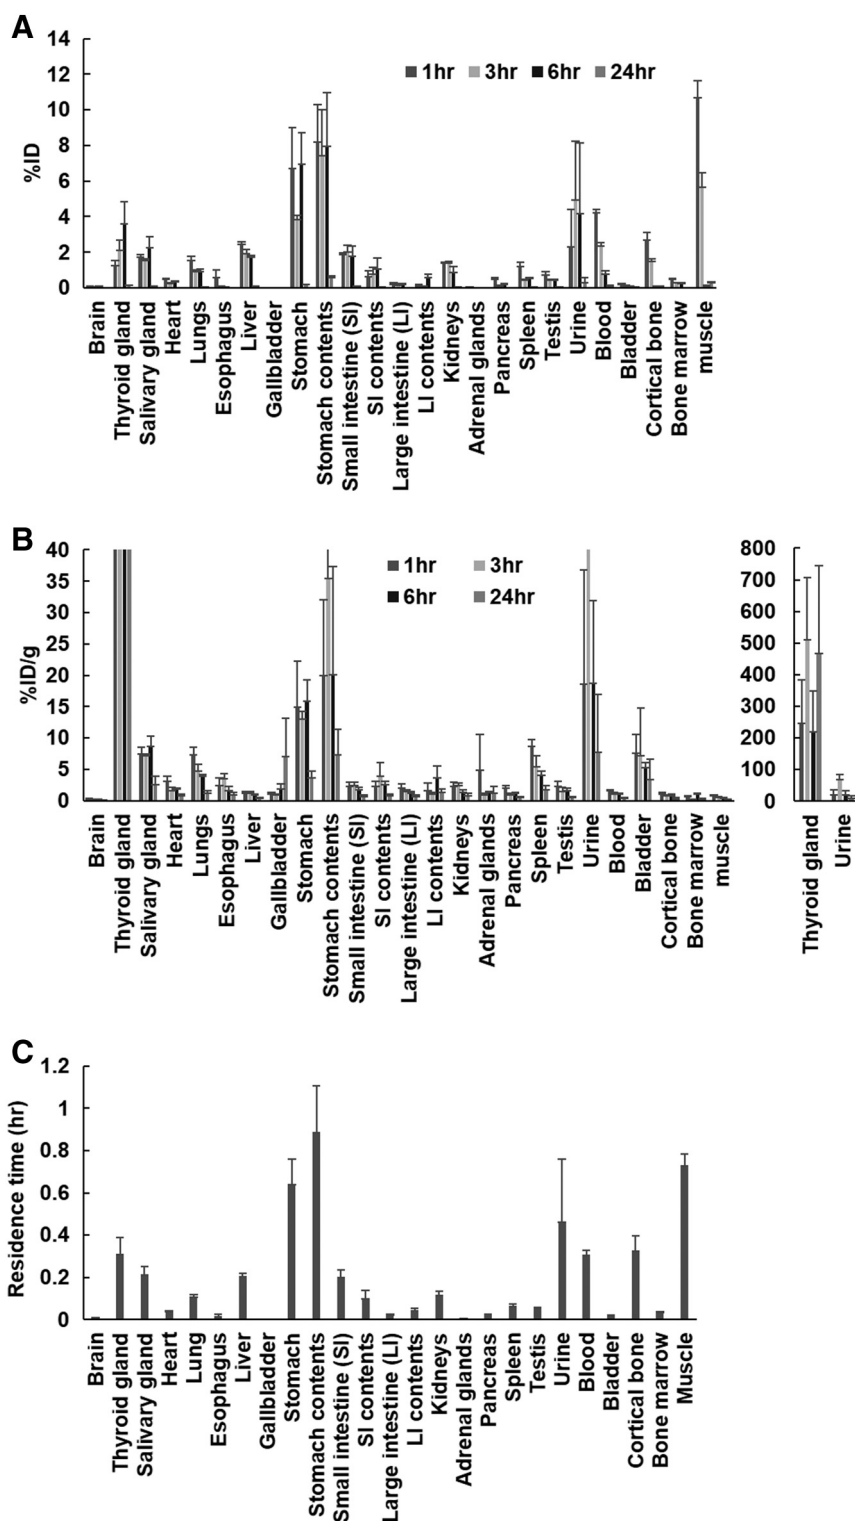 A
14
12
10
8
6
4
2
0
%ID
1hr 3hr 6hr 24hr
Brain
Thyroid gland
Salivary gland
Heart
Lungs
Esophagus
Liver
Gallbladder
Stomach
Stomach contents
Small intestine (SI)
SI contents
Large intestine (LI)
LI contents
Kidneys
Adrenal glands
Pancreas
Spleen
Testis
Urine
Blood
Bladder
Cortical bone
Bone marrow
muscle
B
40
35
30
25
20
15
10
5
0
%ID/g
1hr 3hr
6hr 24hr
Brain
Thyroid gland
Salivary gland
Heart
Lungs
Esophagus
Liver
Gallbladder
Stomach
Stomach contents
Small intestine (SI)
SI contents
Large intestine (LI)
LI contents
Kidneys
Adrenal glands
Pancreas
Spleen
Testis
Urine
Blood
Bladder
Cortical bone
Bone marrow
muscle
800
700
600
500
400
300
200
100
0
Thyroid gland
Urine
C
1.2
1
0.8
0.6
0.4
0.2
0
Residence time (hr)
Brain
Thyroid gland
Salivary gland
Heart
Lung
Esophagus
Liver
Gallbladder
Stomach
Stomach contents
Small intestine (SI)
SI contents
Large intestine (LI)
LI contents
Kidneys
Adrenal glands
Pancreas
Spleen
Testis
Urine
Blood
Bladder
Cortical bone
Bone marrow
Muscle